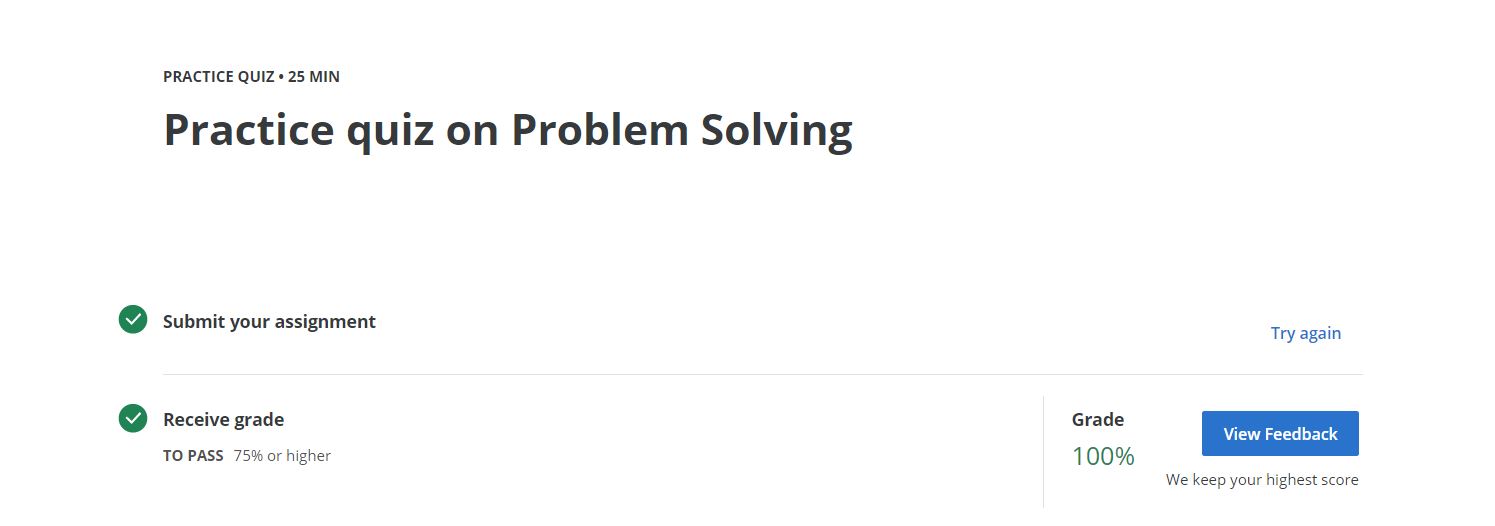 PRACTICE QUIZ • 25 MIN
Practice quiz on Problem Solving
Submit your assignment
Try again
Receive grade
TO PASS 75% or higher
Grade
100%
View Feedback
We keep your highest score